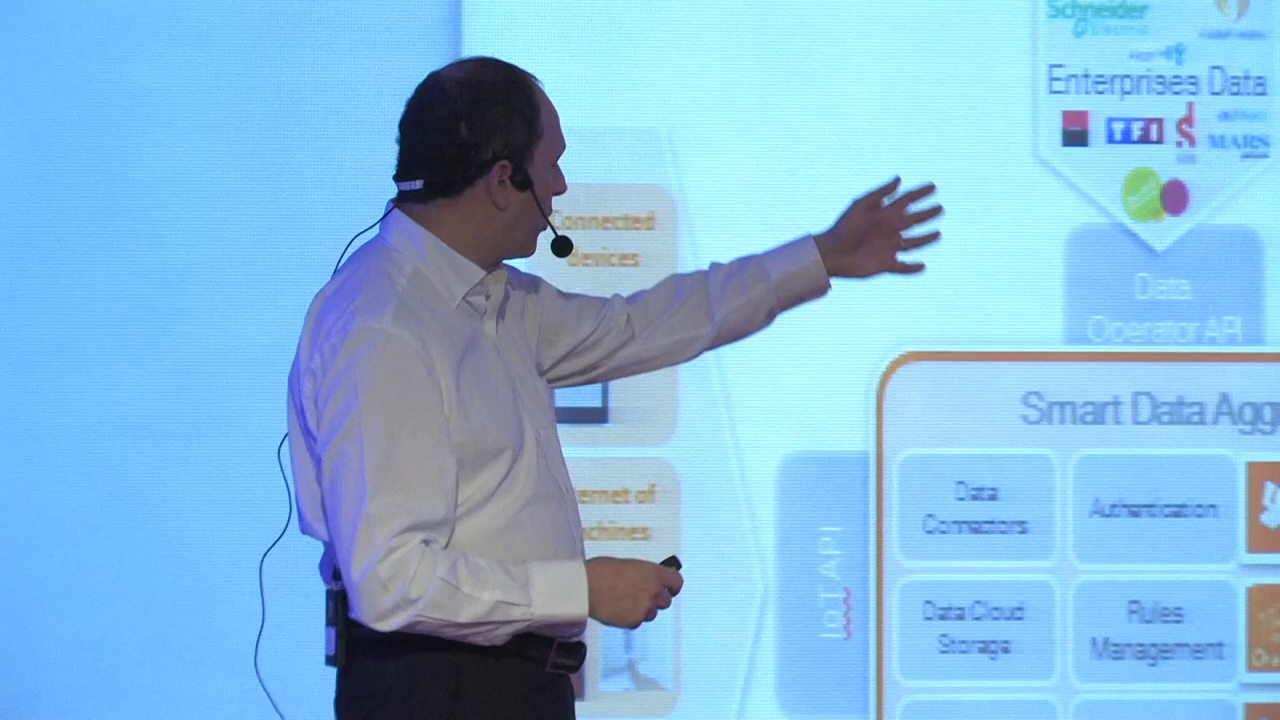 Schneider
Electric
Enterprises Data
TF1
MARS
Connected
devices
Data
Operator API
Smart Data Agg
Data
Connectors
Authentication
ernet of
chines
IoT API
Data Cloud
Storage
Rules
Management